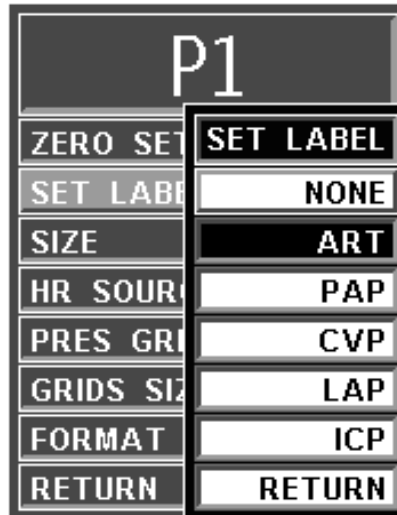 P1
ZERO SET
SET LABE
SIZE
HR SOUR
PRES GRI
GRIDS SIZ
FORMAT
RETURN
SET LABEL
NONE
ART
PAP
CVP
LAP
ICP
RETURN